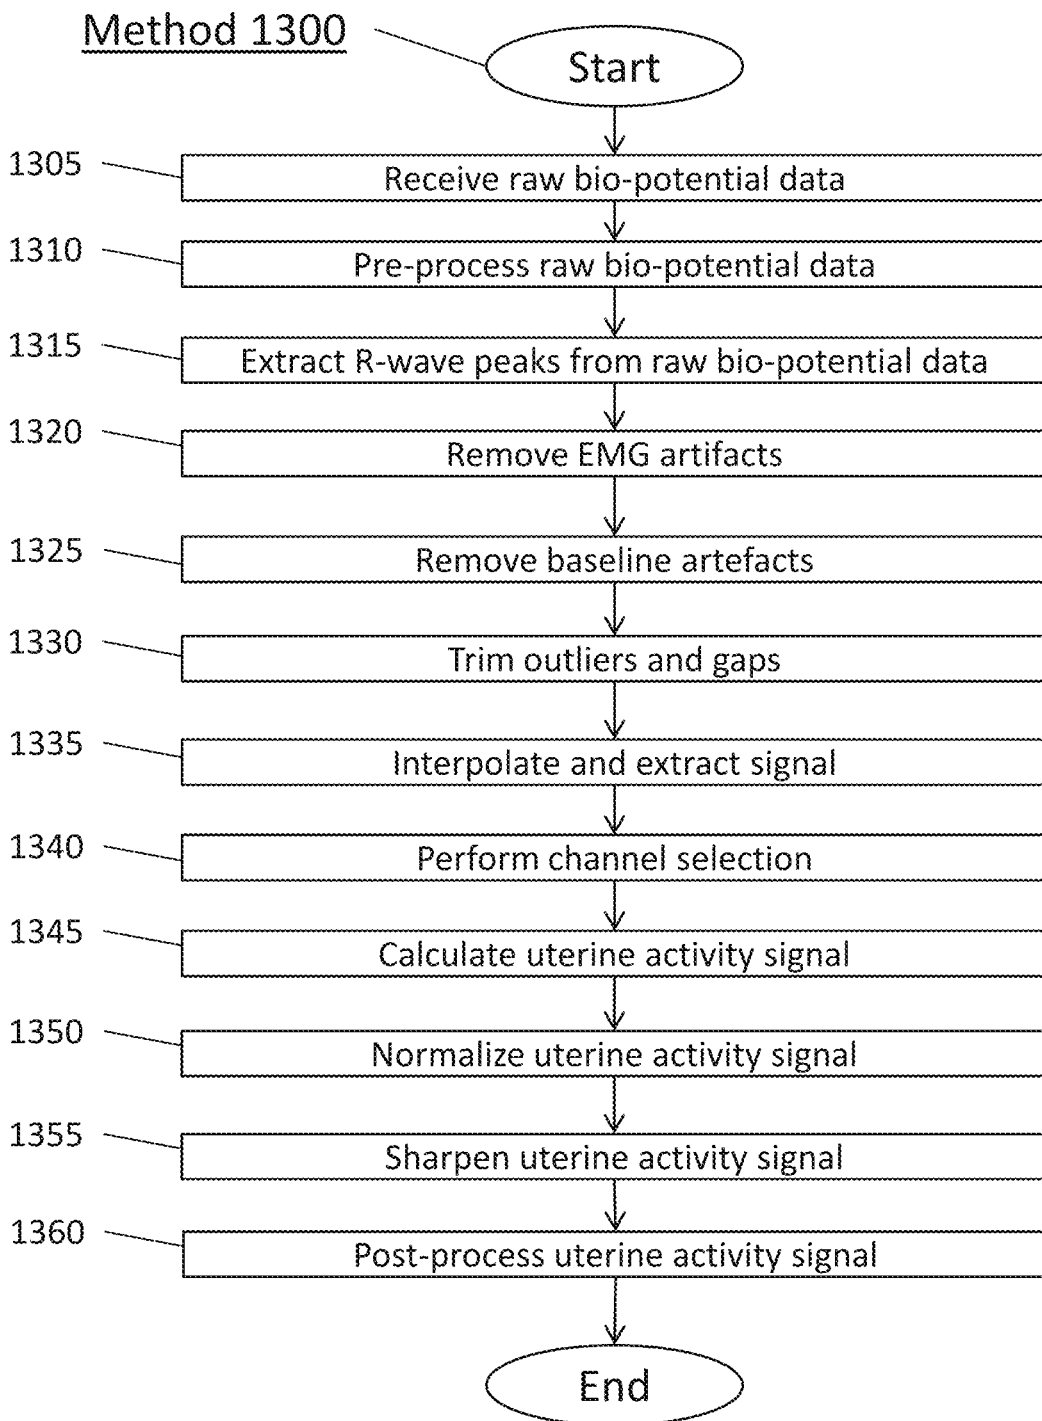 Method 1300
Start
1305
Receive raw bio-potential data
1310
Pre-process raw bio-potential data
1315
Extract R-wave peaks from raw bio-potential data
1320
Remove EMG artifacts
1325
Remove baseline artefacts
1330
Trim outliers and gaps
1335
Interpolate and extract signal
1340
Perform channel selection
1345
Calculate uterine activity signal
1350
Normalize uterine activity signal
1355
Sharpen uterine activity signal
1360
Post-process uterine activity signal
End